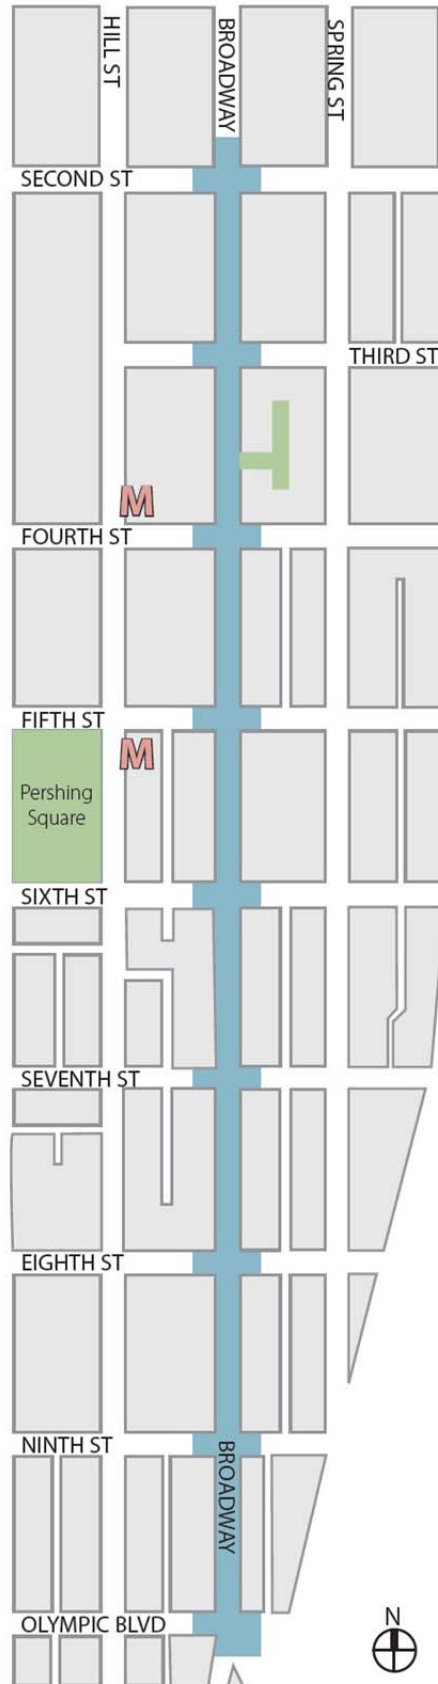 HILL ST
BROADWAY
SPRING ST
SECOND ST
THIRD ST
M
FOURTH ST
FIFTH ST
M
Pershing
Square
SIXTH ST
SEVENTH ST
EIGHTH ST
NINTH ST
BROADWAY
OLYMPIC BLVD
N